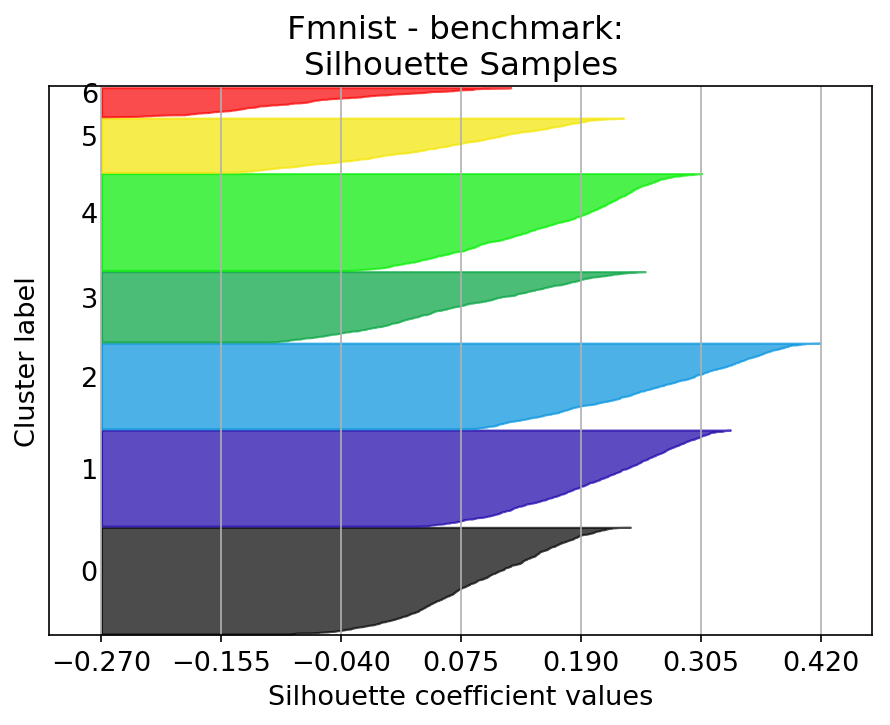 Fmnist - benchmark:
Silhouette Samples
6
5
4
3
2
1
0
Cluster label
−0.270 −0.155 −0.040 0.075 0.190 0.305 0.420
Silhouette coefficient values